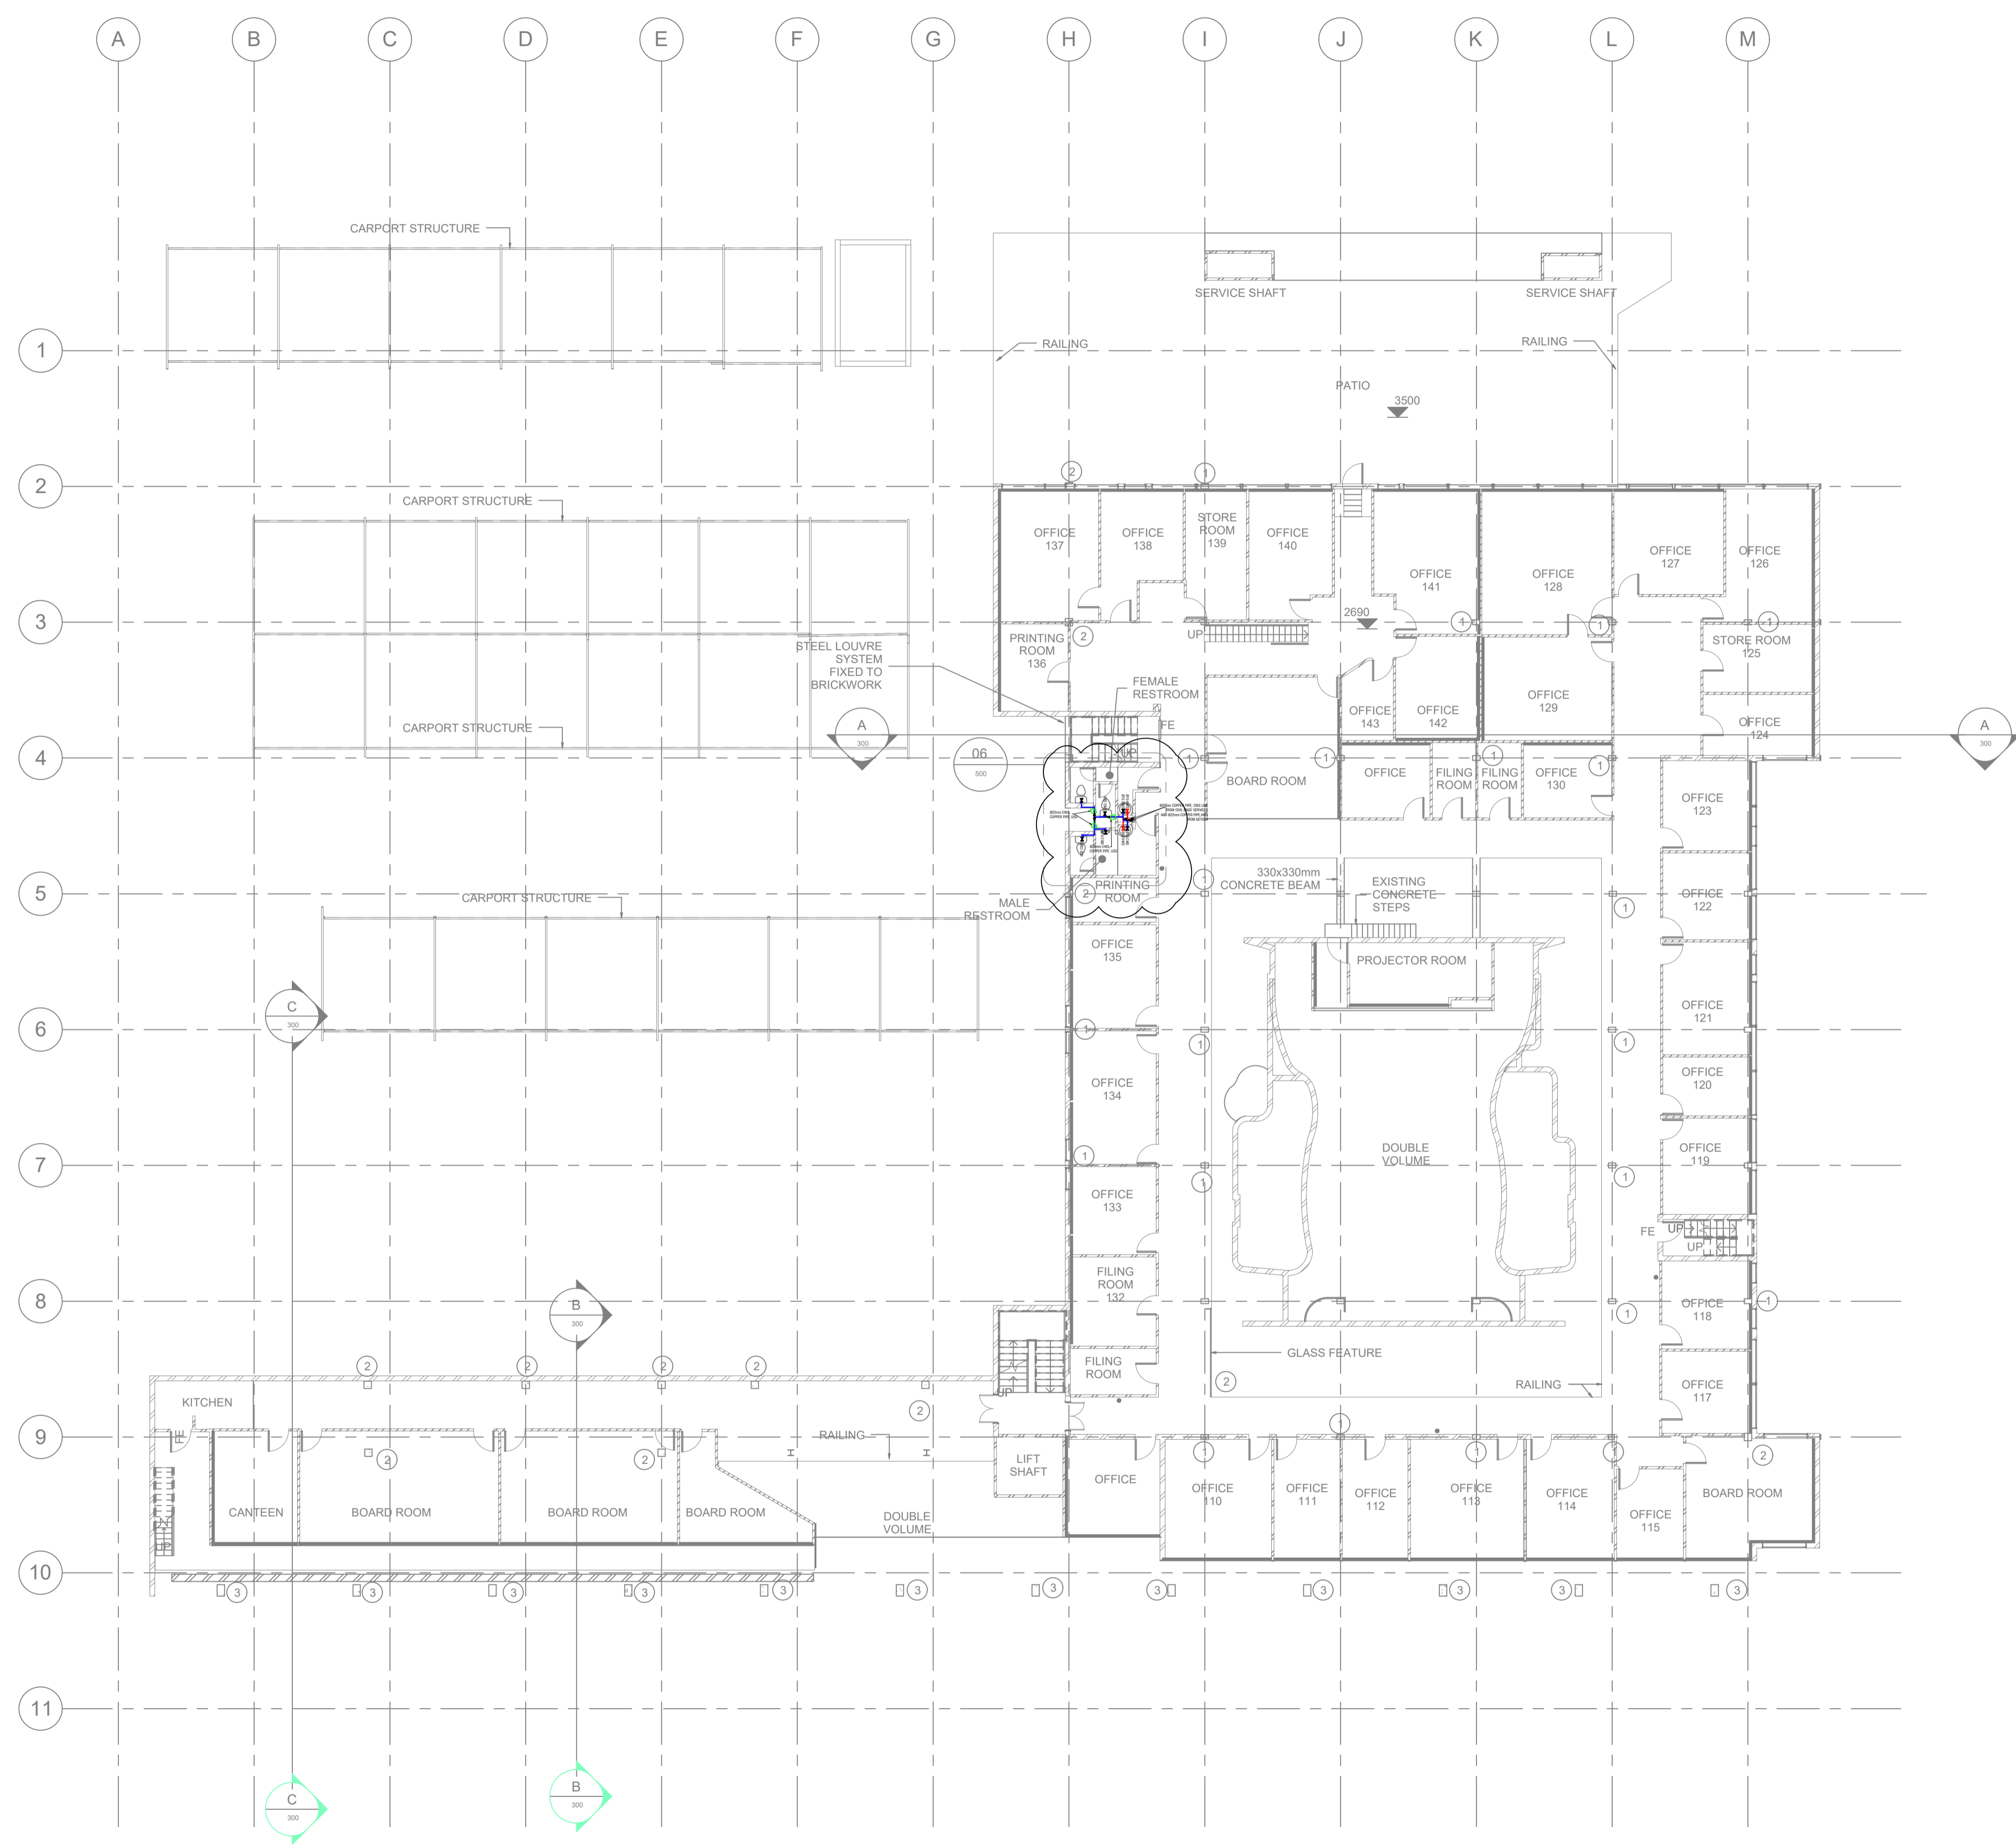 A
B
C
D
E
F
G
H
I
J
K
L
M
CARPORT STRUCTURE
SERVICE SHAFT
SERVICE SHAFT
RAILING
RAILING
1
PATIO
3500
2
2
1
CARPORT STRUCTURE
OFFICE
137
OFFICE
138
STORE
ROOM
139
OFFICE
140
OFFICE
141
OFFICE
128
OFFICE
127
OFFICE
126
3
2690
1
1
1
2
UP
PRINTING
ROOM
136
STORE ROOM
125
STEEL LOUVRE
SYSTEM
FIXED TO
BRICKWORK
FEMALE
RESTROOM
OFFICE
143
OFFICE
142
OFFICE
129
OFFICE
124
FE
CARPORT STRUCTURE
A
300
A
300
4
06
500
UP
1
1
1
1
BOARD ROOM
OFFICE
FILING
ROOM
FILING
ROOM
OFFICE
130
OFFICE
123
330x330mm
CONCRETE BEAM
EXISTING
CONCRETE
STEPS
5
1
2
PRINTING
ROOM
MALE
RESTROOM
CARPORT STRUCTURE
OFFICE
122
1
OFFICE
135
PROJECTOR ROOM
C
300
OFFICE
121
6
1
1
1
OFFICE
134
OFFICE
120
7
1
1
1
DOUBLE
VOLUME
OFFICE
119
OFFICE
133
FE
UP
UP
FILING
ROOM
132
8
B
300
OFFICE
118
1
1
GLASS FEATURE
FILING
ROOM
2
2
2
2
2
RAILING
OFFICE
117
UP
KITCHEN
FE
9
2
2
2
RAILING
1
1
1
1
2
LIFT
SHAFT
OFFICE
CANTEEN
BOARD ROOM
BOARD ROOM
BOARD ROOM
DOUBLE
VOLUME
OFFICE
110
OFFICE
111
OFFICE
112
OFFICE
113
OFFICE
114
OFFICE
115
BOARD ROOM
UP
10
3
3
3
3
3
3
3
3
3
3
3
3
11
C
300
B
300